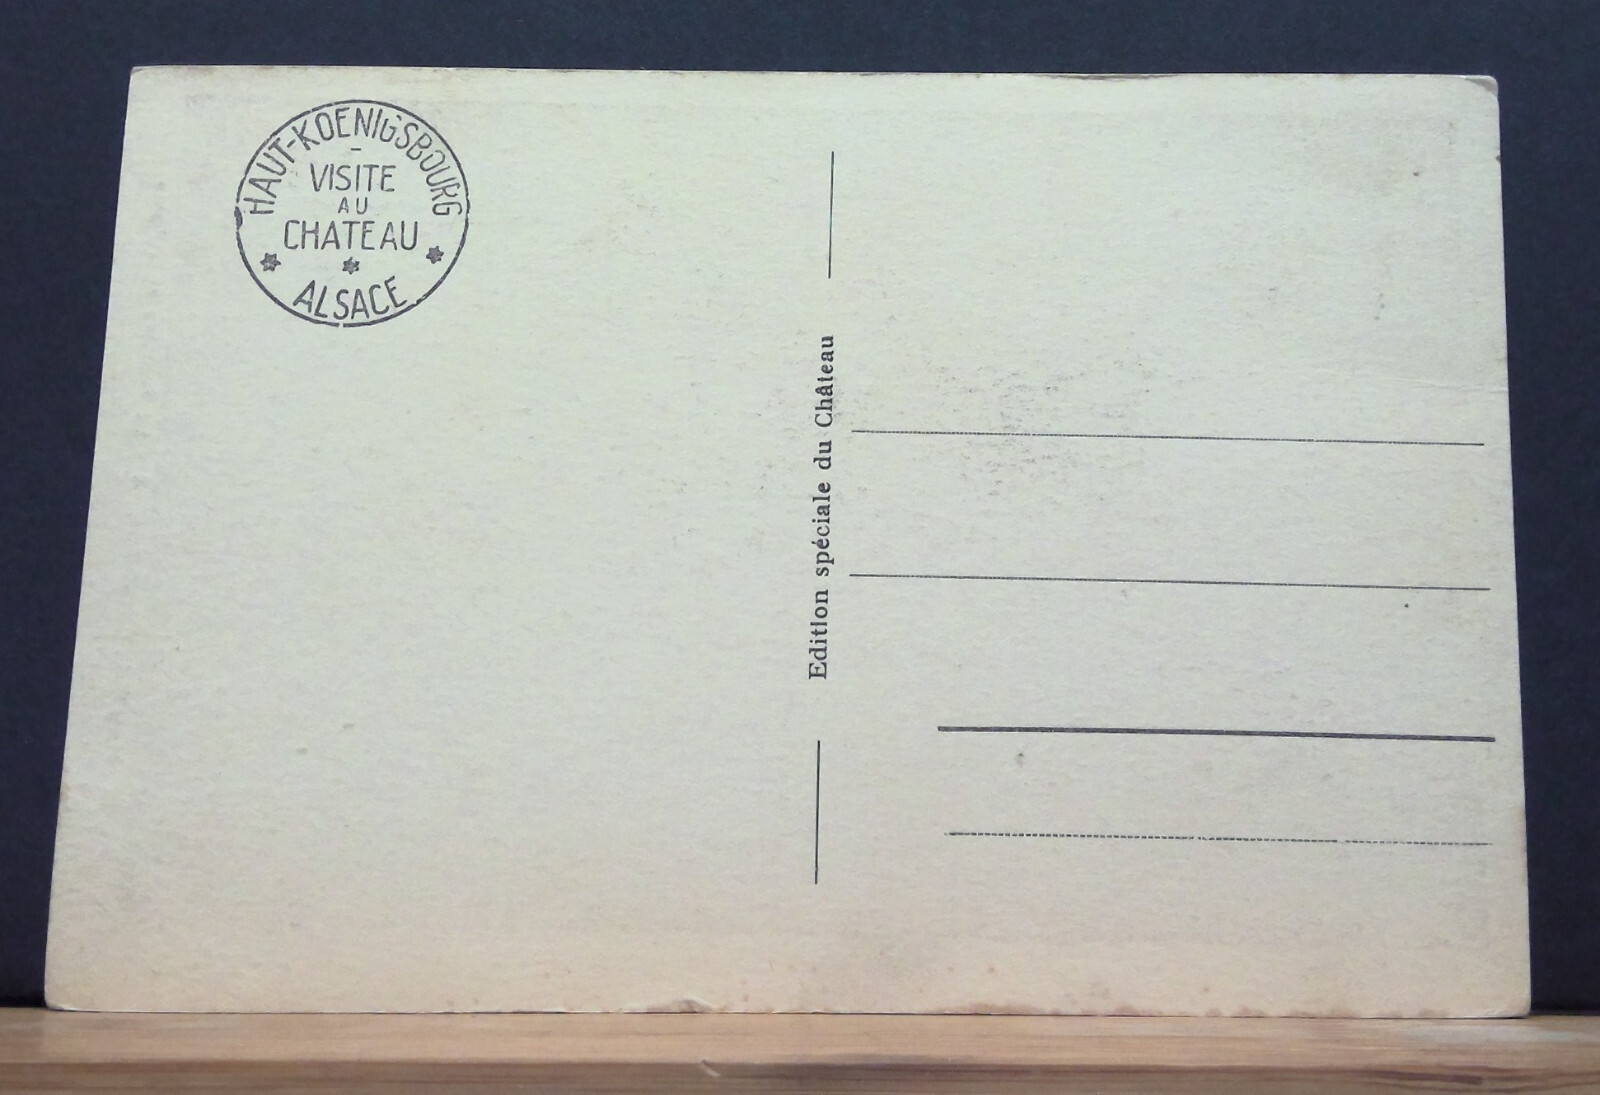 HAUT-KOENIGSBOURG
-
VISITE
AU
CHATEAU
* * *
ALSACE
Edition spéciale du Château